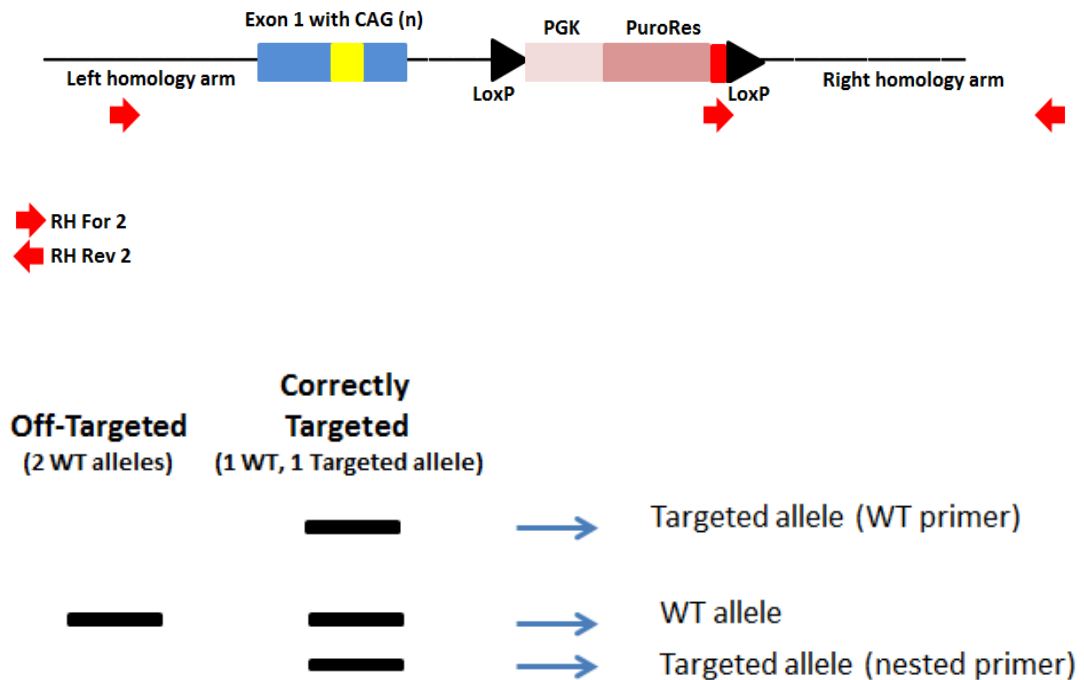 Exon 1 with CAG (n)
PGK
PuroRes
Left homology arm
LoxP
LoxP
Right homology arm
RH For 2
RH Rev 2
Correctly
Off-Targeted
Targeted
(2 WT alleles)
(1 WT, 1 Targeted allele)
Targeted allele (WT primer)
WT allele
Targeted allele (nested primer)